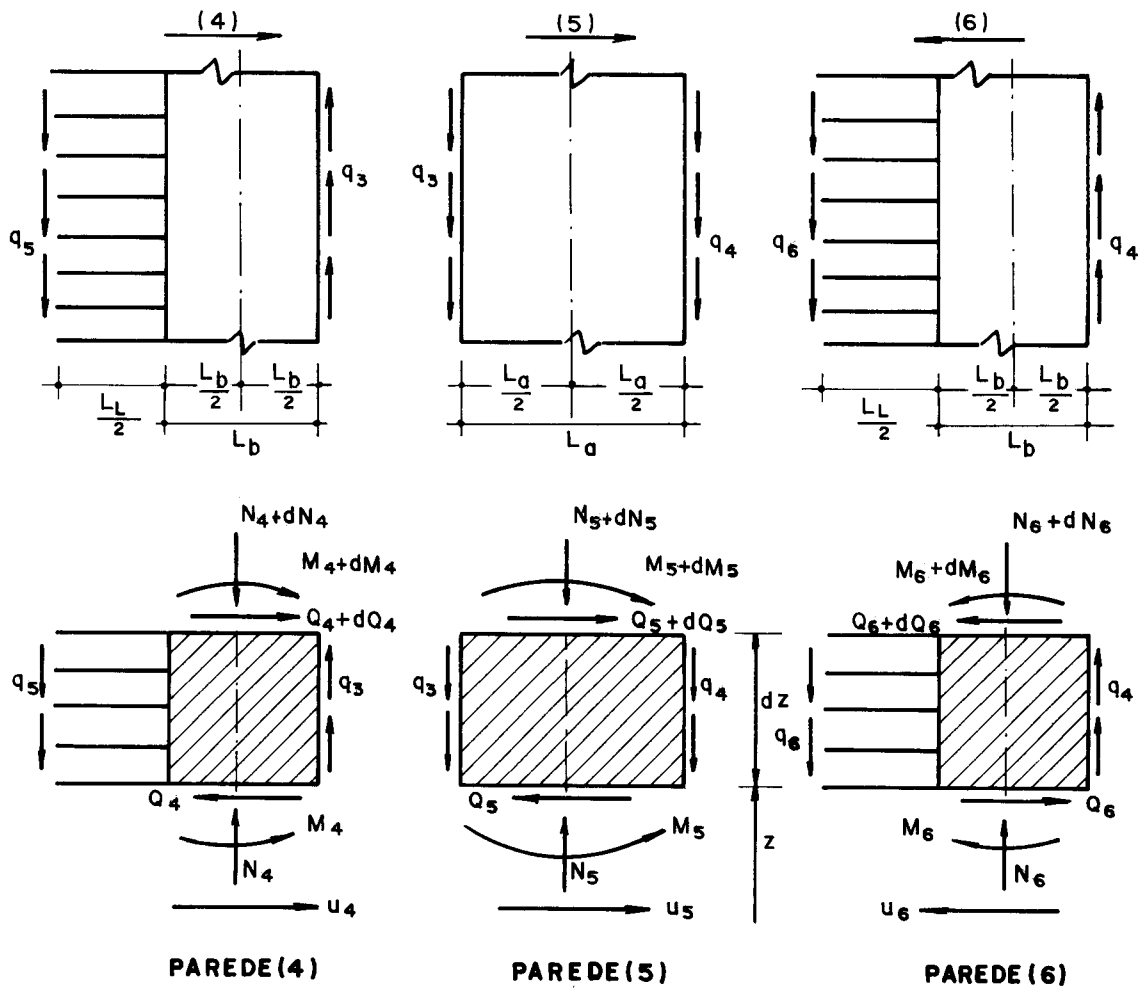 (4)
(5)
(6)
q5
q3
q3
q4
q6
q4
LL/2
Lb/2
Lb/2
Lb
La/2
La/2
La
LL/2
Lb/2
Lb/2
Lb
N4+dN4
M4+dM4
Q4+dQ4
q5
q3
Q4
M4
N4
u4
N5+dN5
M5+dM5
Q5+dQ5
q3
q4
dz
z
Q5
M5
N5
u5
N6+dN6
M6+dM6
Q6+dQ6
q6
q4
Q6
M6
N6
u6
PAREDE(4)
PAREDE(5)
PAREDE(6)